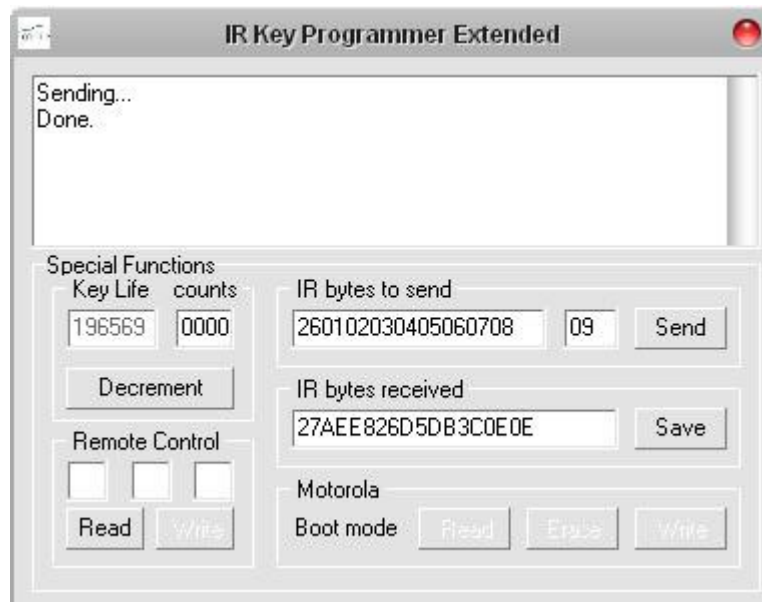 IR Key Programmer Extended
Sending...
Done.
Special Functions
Key Life counts
196569 0000
Decrement
IR bytes to send
260102030405060708 09 Send
IR bytes received
27AEE826D5DB3C0E0E Save
Remote Control
Read Write
Motorola
Boot mode Read Erase Write